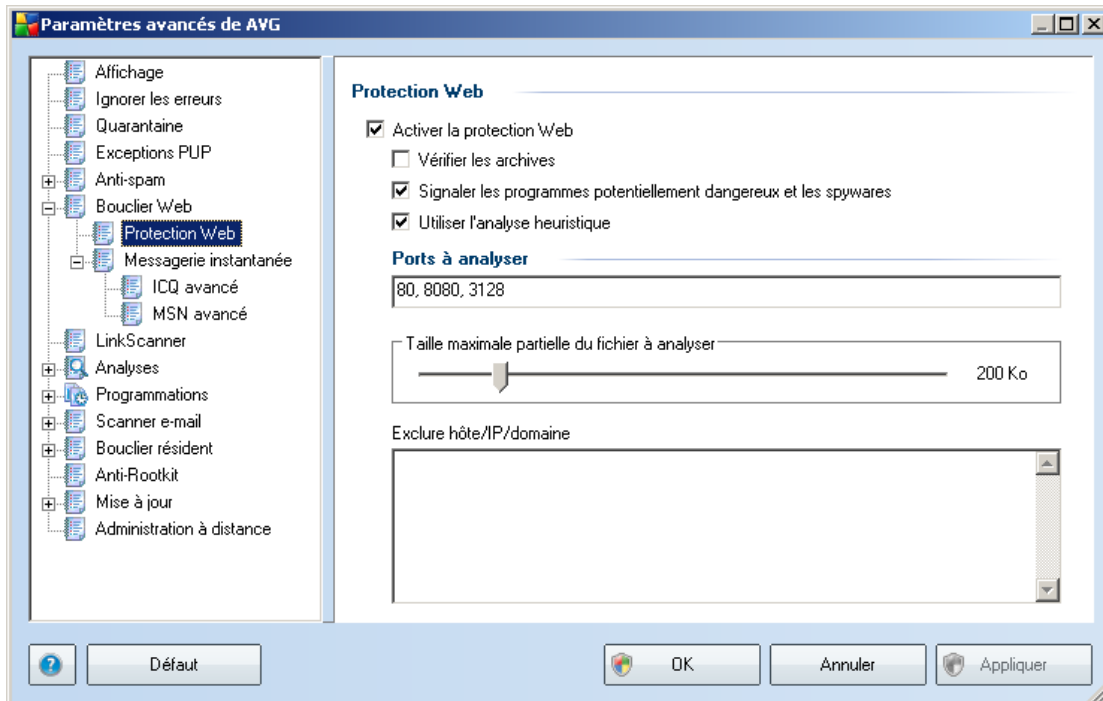 Paramètres avancés de AVG
Affichage
Ignorer les erreurs
Quarantaine
Exceptions PUP
Anti-spam
Bouclier Web
Protection Web
Messagerie instantanée
ICQ avancé
MSN avancé
LinkScanner
Analyses
Programmations
Scanner e-mail
Bouclier résident
Anti-Rootkit
Mise à jour
Administration à distance
Protection Web
Activer la protection Web
Vérifier les archives
Signaler les programmes potentiellement dangereux et les spywares
Utiliser l'analyse heuristique
Ports à analyser
80, 8080, 3128
Taille maximale partielle du fichier à analyser
200 Ko
Exclure hôte/IP/domaine
Défaut
OK
Annuler
Appliquer